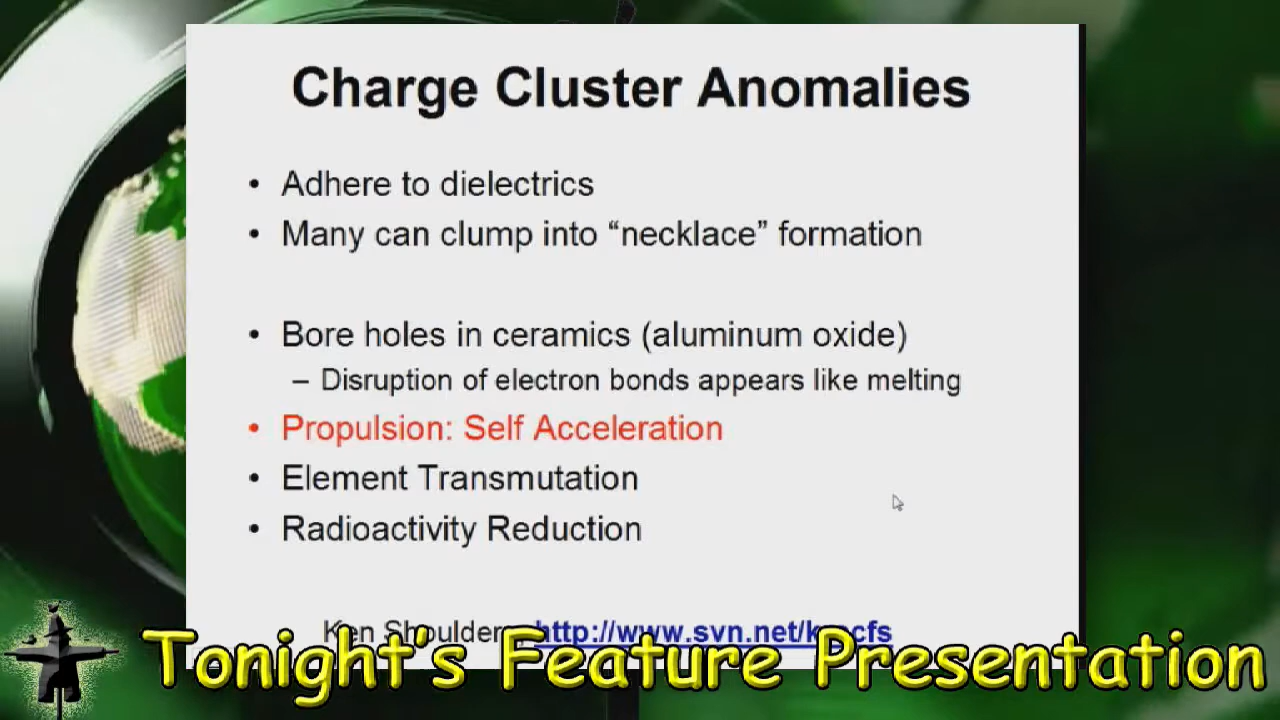 Charge Cluster Anomalies
• Adhere to dielectrics
• Many can clump into “necklace” formation
• Bore holes in ceramics (aluminum oxide)
– Disruption of electron bonds appears like melting
• Propulsion: Self Acceleration
• Element Transmutation
• Radioactivity Reduction
Ken http://www.svn.net/
Tonight's Feature Presentation